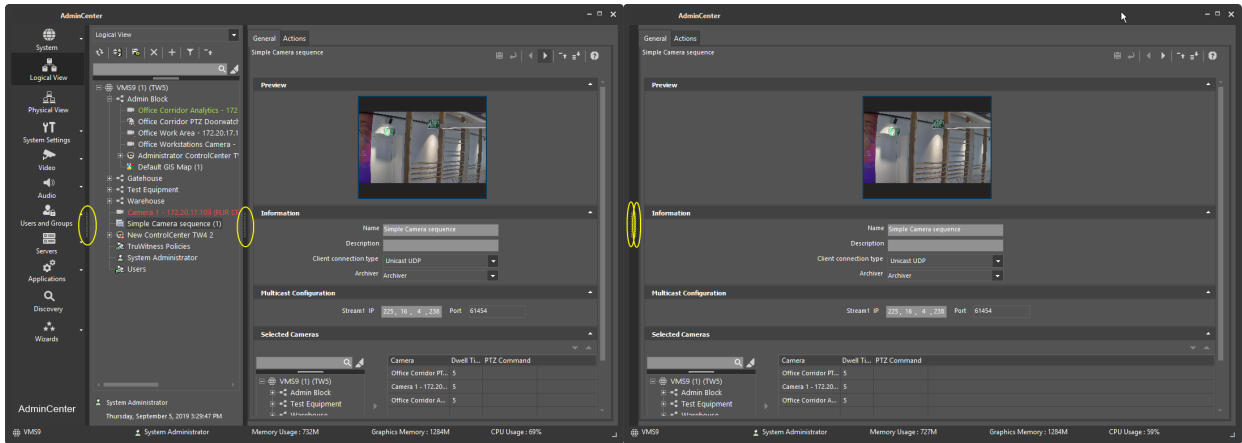 AdminCenter
System
Logical View
Physical View
System Settings
Video
Audio
Users and Groups
Servers
Applications
Discovery
Wizards
AdminCenter
Logical View
VMS9 (1) (TW5)
Admin Block
Office Corridor Analytics - 172
Office Corridor PTZ Doorwatch
Office Work Area - 172.20.17.1
Office Workstations Camera -
Administrator ControlCenter T
Default GIS Map (1)
Gatehouse
Test Equipment
Warehouse
Camera 1 - 172.20.17.103 (FLIR CF
Simple Camera sequence (1)
New ControlCenter TW4 2
TruWitness Policies
System Administrator
Users
System Administrator
Thursday, September 5, 2019 3:29:47 PM
General Actions
Simple Camera sequence
Preview
Information
Name Simple Camera sequence
Description
Client connection type Unicast UDP
Archiver Archiver
Multicast Configuration
Stream1 IP 225, 16 , 4 ,238 Port 61454
Selected Cameras
Camera Dwell Ti... PTZ Command
Office Corridor PT... 5
Camera 1 - 172.20... 5
Office Corridor A... 5
VMS9 (1) (TW5)
Admin Block
Test Equipment
Warehouse
VMS9 System Administrator Memory Usage : 732M Graphics Memory : 1284M CPU Usage : 69%
AdminCenter
General Actions
Simple Camera sequence
Preview
Information
Name Simple Camera sequence
Description
Client connection type Unicast UDP
Archiver Archiver
Multicast Configuration
Stream1 IP 225, 16 , 4 ,238 Port 61454
Selected Cameras
Camera Dwell Ti... PTZ Command
Office Corridor PT... 5
Camera 1 - 172.20... 5
Office Corridor A... 5
VMS9 (1) (TW5)
Admin Block
Test Equipment
Warehouse
VMS9 System Administrator Memory Usage : 727M Graphics Memory : 1284M CPU Usage : 59%